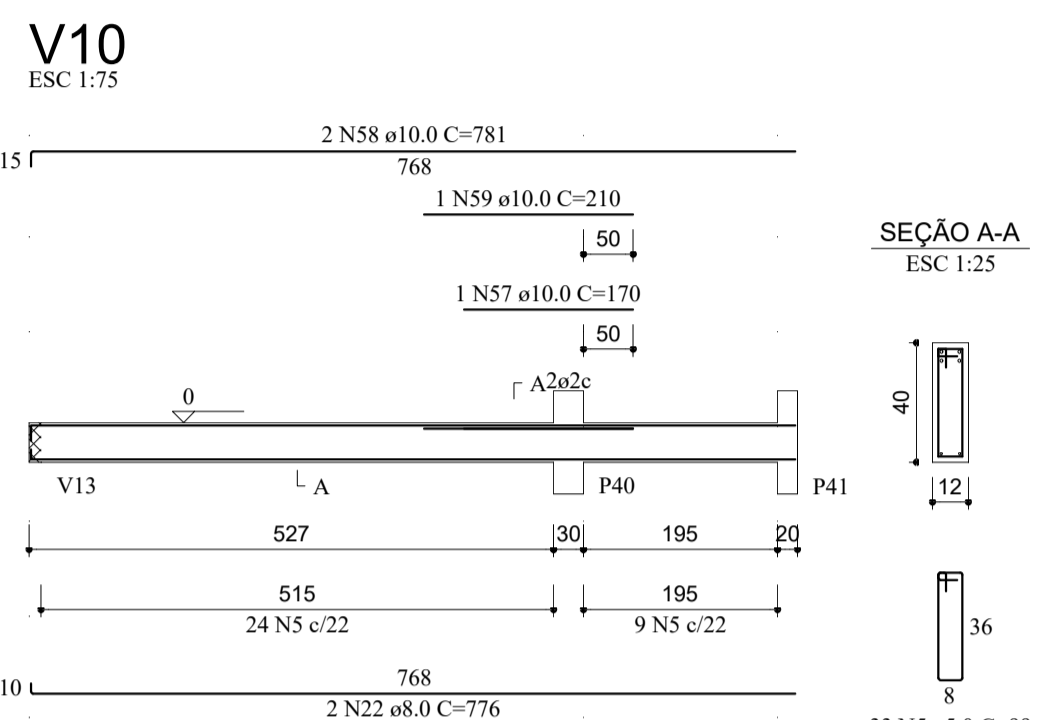 V10
ESC 1:75
2 N58 ø10.0 C=781
15
768
1 N59 ø10.0 C=210
50
SEÇÃO A-A
ESC 1:25
1 N57 ø10.0 C=170
50
A 2ø2c
0
40
V13
A
P40
P41
12
527
30
195
20
515
195
24 N5 c/22
9 N5 c/22
36
768
10
8
2 N22 ø8.0 C=776